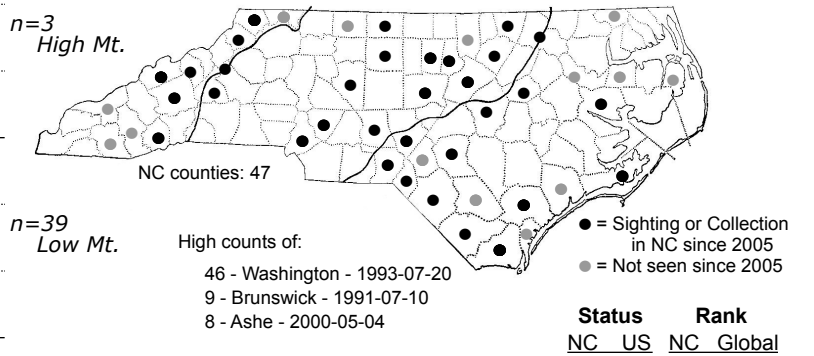 n=3
High Mt.
NC counties: 47
n=39
Low Mt.
High counts of:
46 - Washington - 1993-07-20
9 - Brunswick - 1991-07-10
8 - Ashe - 2000-05-04
= Sighting or Collection
in NC since 2005
= Not seen since 2005
Status Rank
NC US NC Global